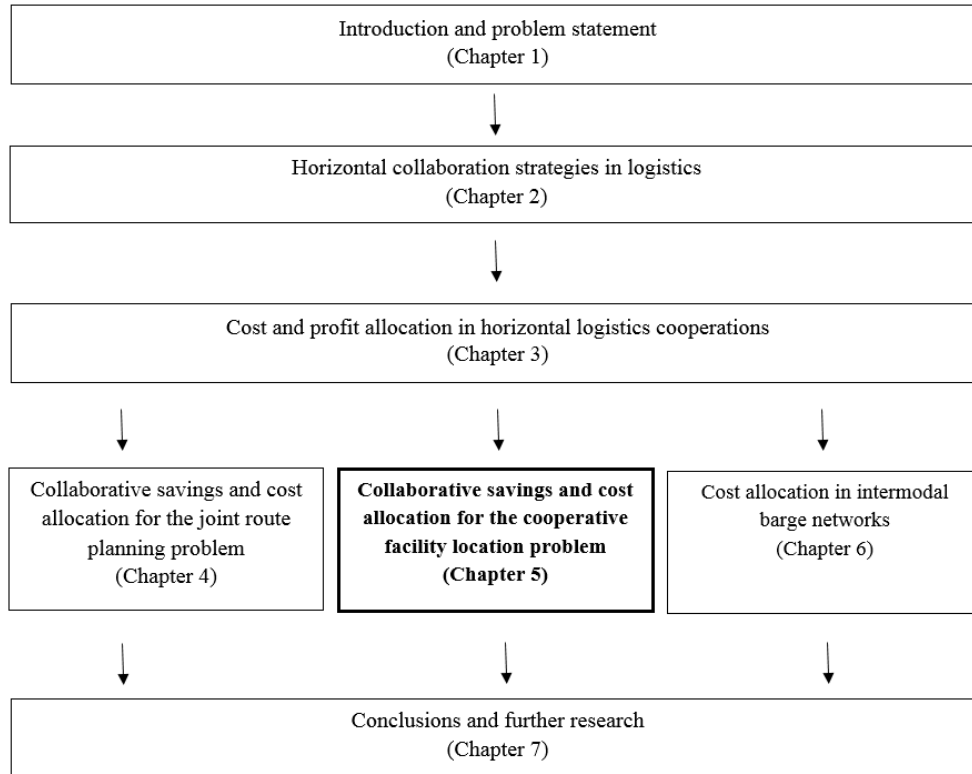 Introduction and problem statement
(Chapter 1)
Horizontal collaboration strategies in logistics
(Chapter 2)
Cost and profit allocation in horizontal logistics cooperations
(Chapter 3)
Collaborative savings and cost
allocation for the joint route
planning problem
(Chapter 4)
Collaborative savings and cost
allocation for the cooperative
facility location problem
(Chapter 5)
Cost allocation in intermodal
barge networks
(Chapter 6)
Conclusions and further research
(Chapter 7)